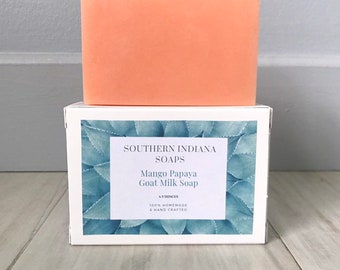 SOUTHERN INDIANA
SOAPS
Mango Papaya
Goat Milk Soap
100% HOMEMADE
& HAND CRAFTED